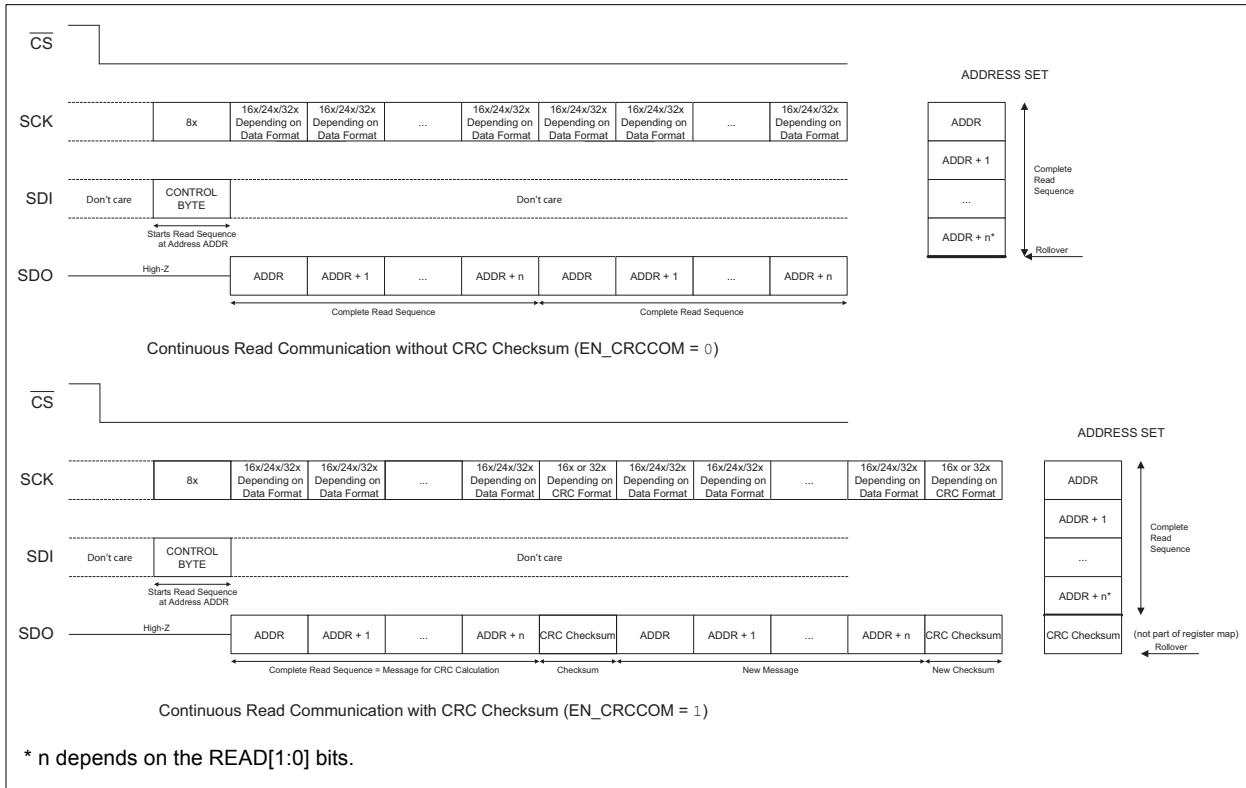 CS
ADDRESS SET
SCK
8x
16x/24x/32x
Depending on
Data Format
16x/24x/32x
Depending on
Data Format
...
16x/24x/32x
Depending on
Data Format
16x/24x/32x
Depending on
Data Format
16x/24x/32x
Depending on
Data Format
...
16x/24x/32x
Depending on
Data Format
ADDR
ADDR + 1
...
ADDR + n*
Complete
Read
Sequence
Rollover
SDI
Don't care
CONTROL
BYTE
Don't care
Starts Read Sequence
at Address ADDR
SDO
High-Z
ADDR
ADDR + 1
...
ADDR + n
ADDR
ADDR + 1
...
ADDR + n
Complete Read Sequence
Complete Read Sequence
Continuous Read Communication without CRC Checksum (EN_CRCCOM = 0)
CS
ADDRESS SET
SCK
8x
16x/24x/32x
Depending on
Data Format
16x/24x/32x
Depending on
Data Format
...
16x/24x/32x
Depending on
Data Format
16x or 32x
Depending on
CRC Format
16x/24x/32x
Depending on
Data Format
16x/24x/32x
Depending on
Data Format
...
16x/24x/32x
Depending on
Data Format
16x or 32x
Depending on
CRC Format
ADDR
ADDR + 1
...
ADDR + n*
CRC Checksum
Complete
Read
Sequence
(not part of register map)
Rollover
SDI
Don't care
CONTROL
BYTE
Don't care
Starts Read Sequence
at Address ADDR
SDO
High-Z
ADDR
ADDR + 1
...
ADDR + n
CRC Checksum
ADDR
ADDR + 1
...
ADDR + n
CRC Checksum
Complete Read Sequence = Message for CRC Calculation
Checksum
New Message
New Checksum
Continuous Read Communication with CRC Checksum (EN_CRCCOM = 1)
* n depends on the READ[1:0] bits.